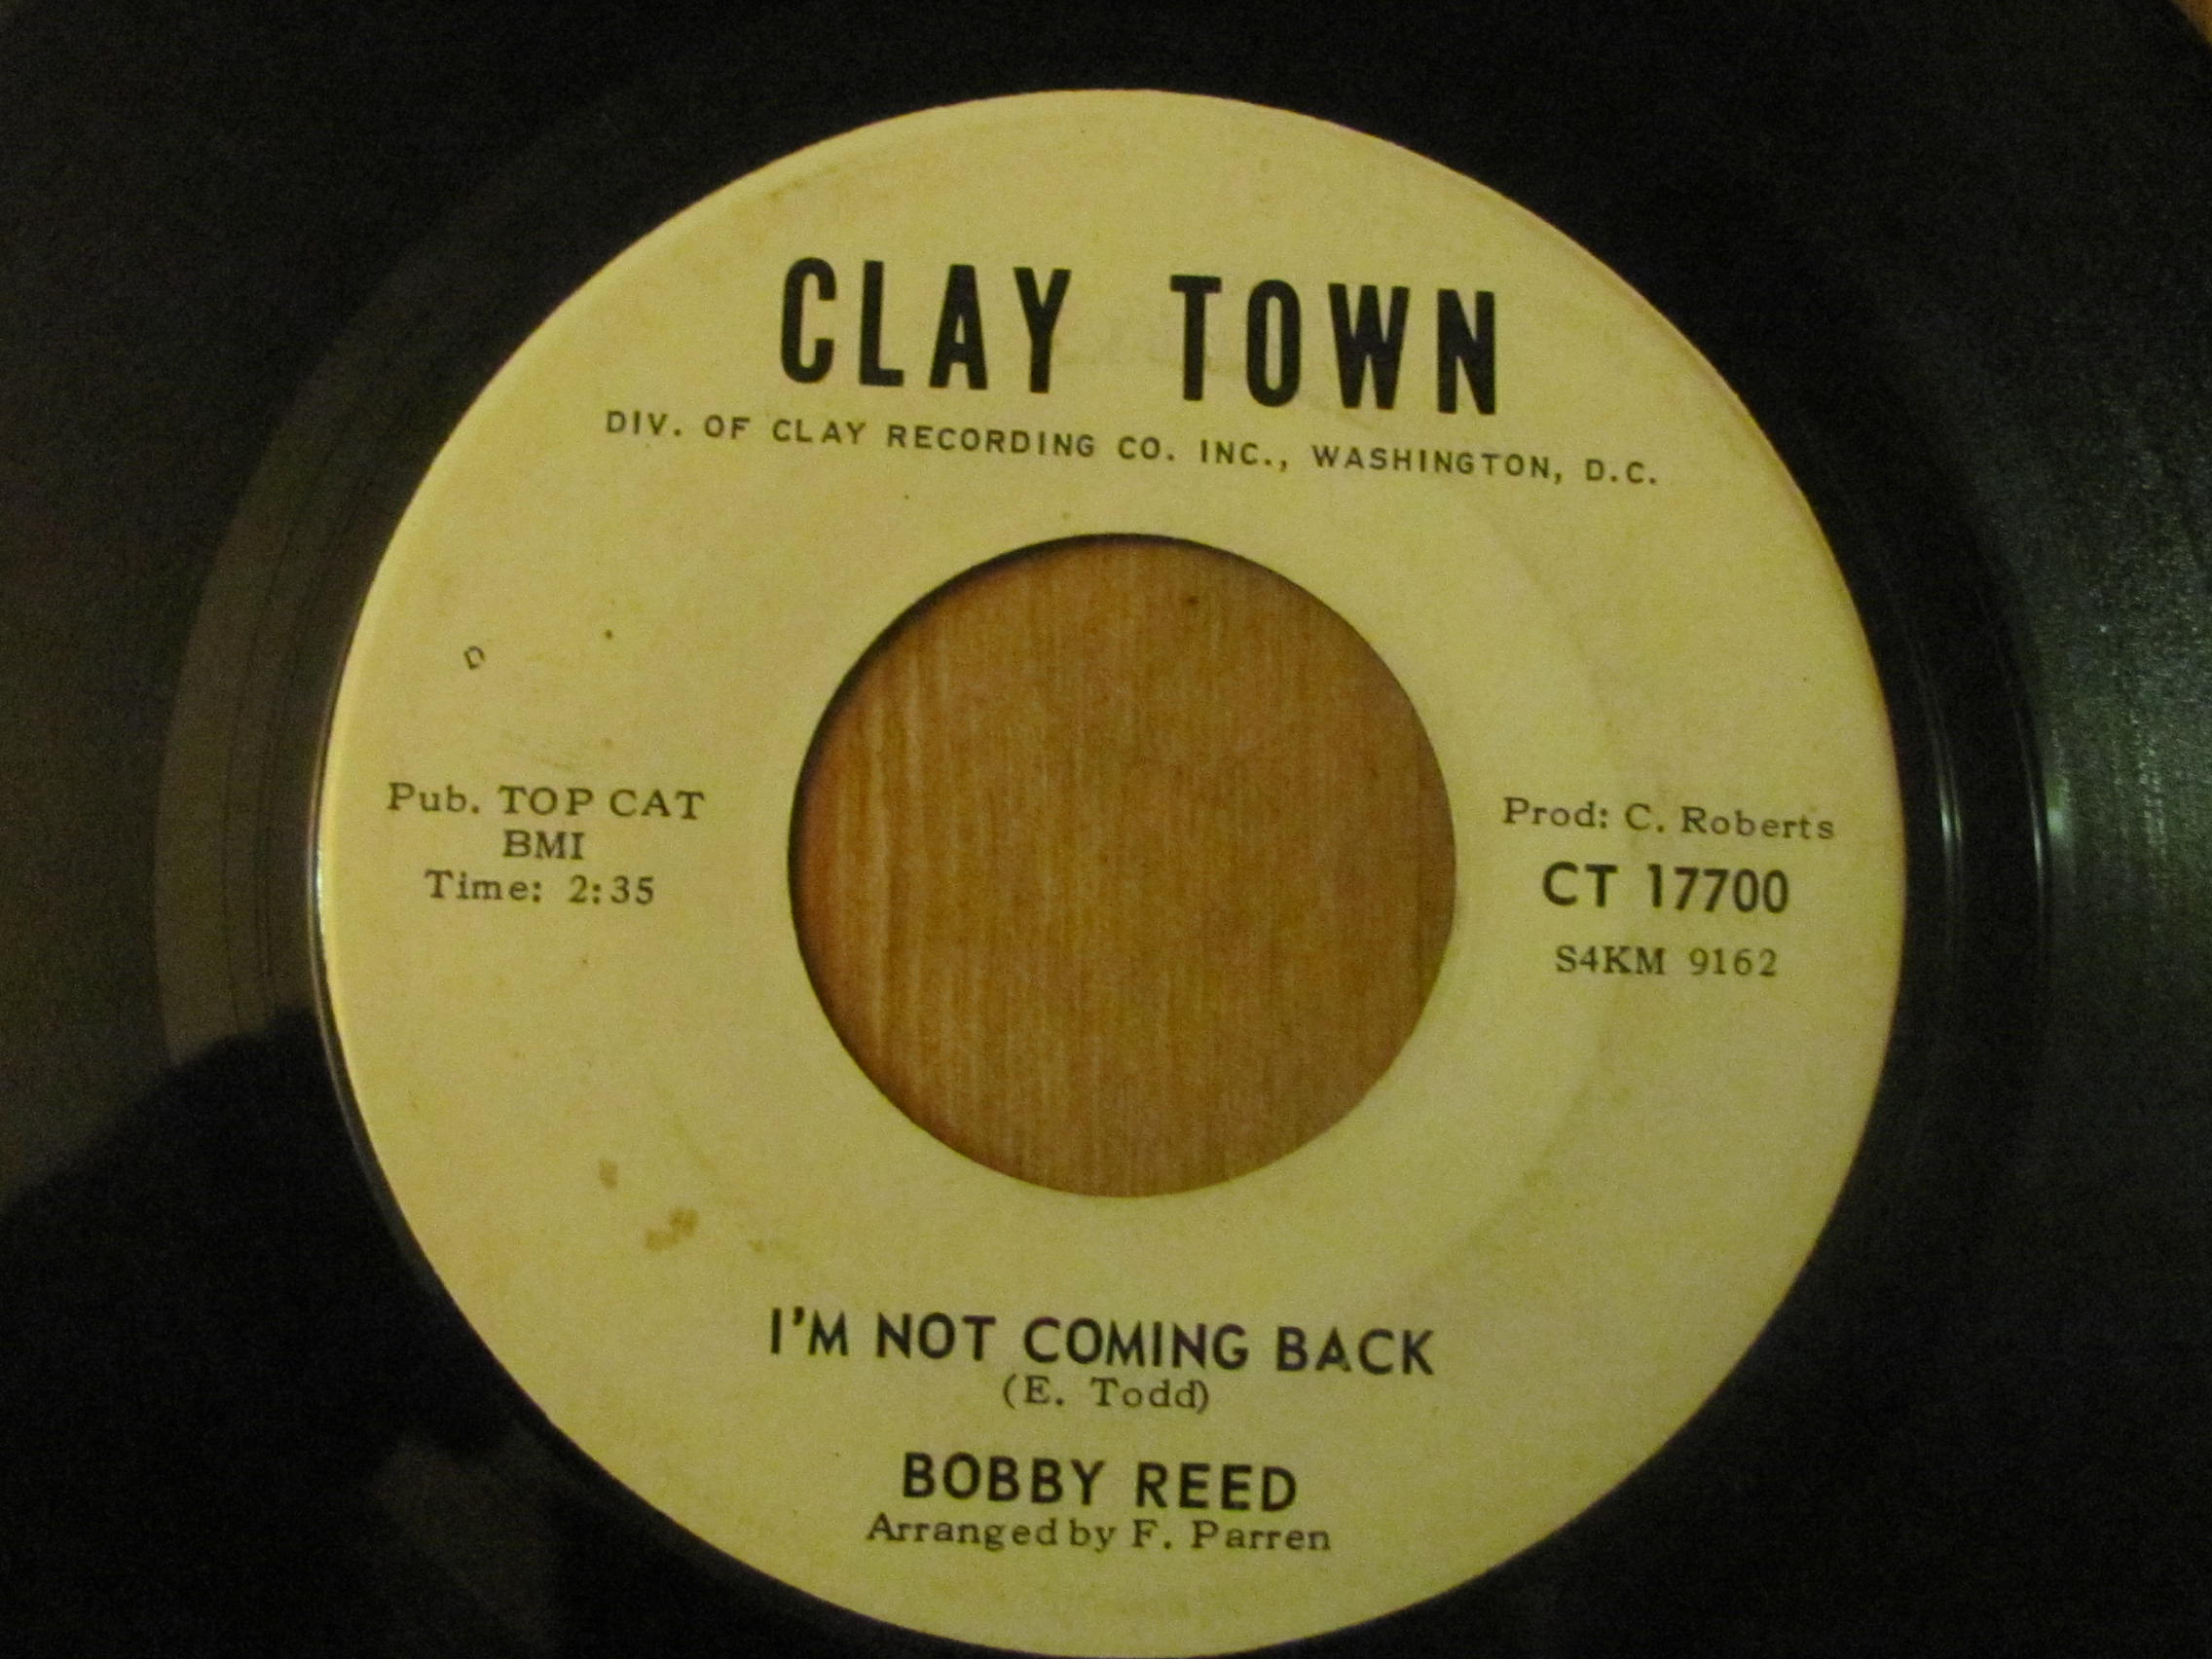 CLAY TOWN
DIV. OF CLAY RECORDING CO. INC., WASHINGTON, D.C.
D
Pub. TOP CAT
BMI
Time: 2:35
Prod: C. Roberts
CT 17700
S4KM 9162
I'M NOT COMING BACK
(E. Todd)
BOBBY REED
Arranged by F. Parren